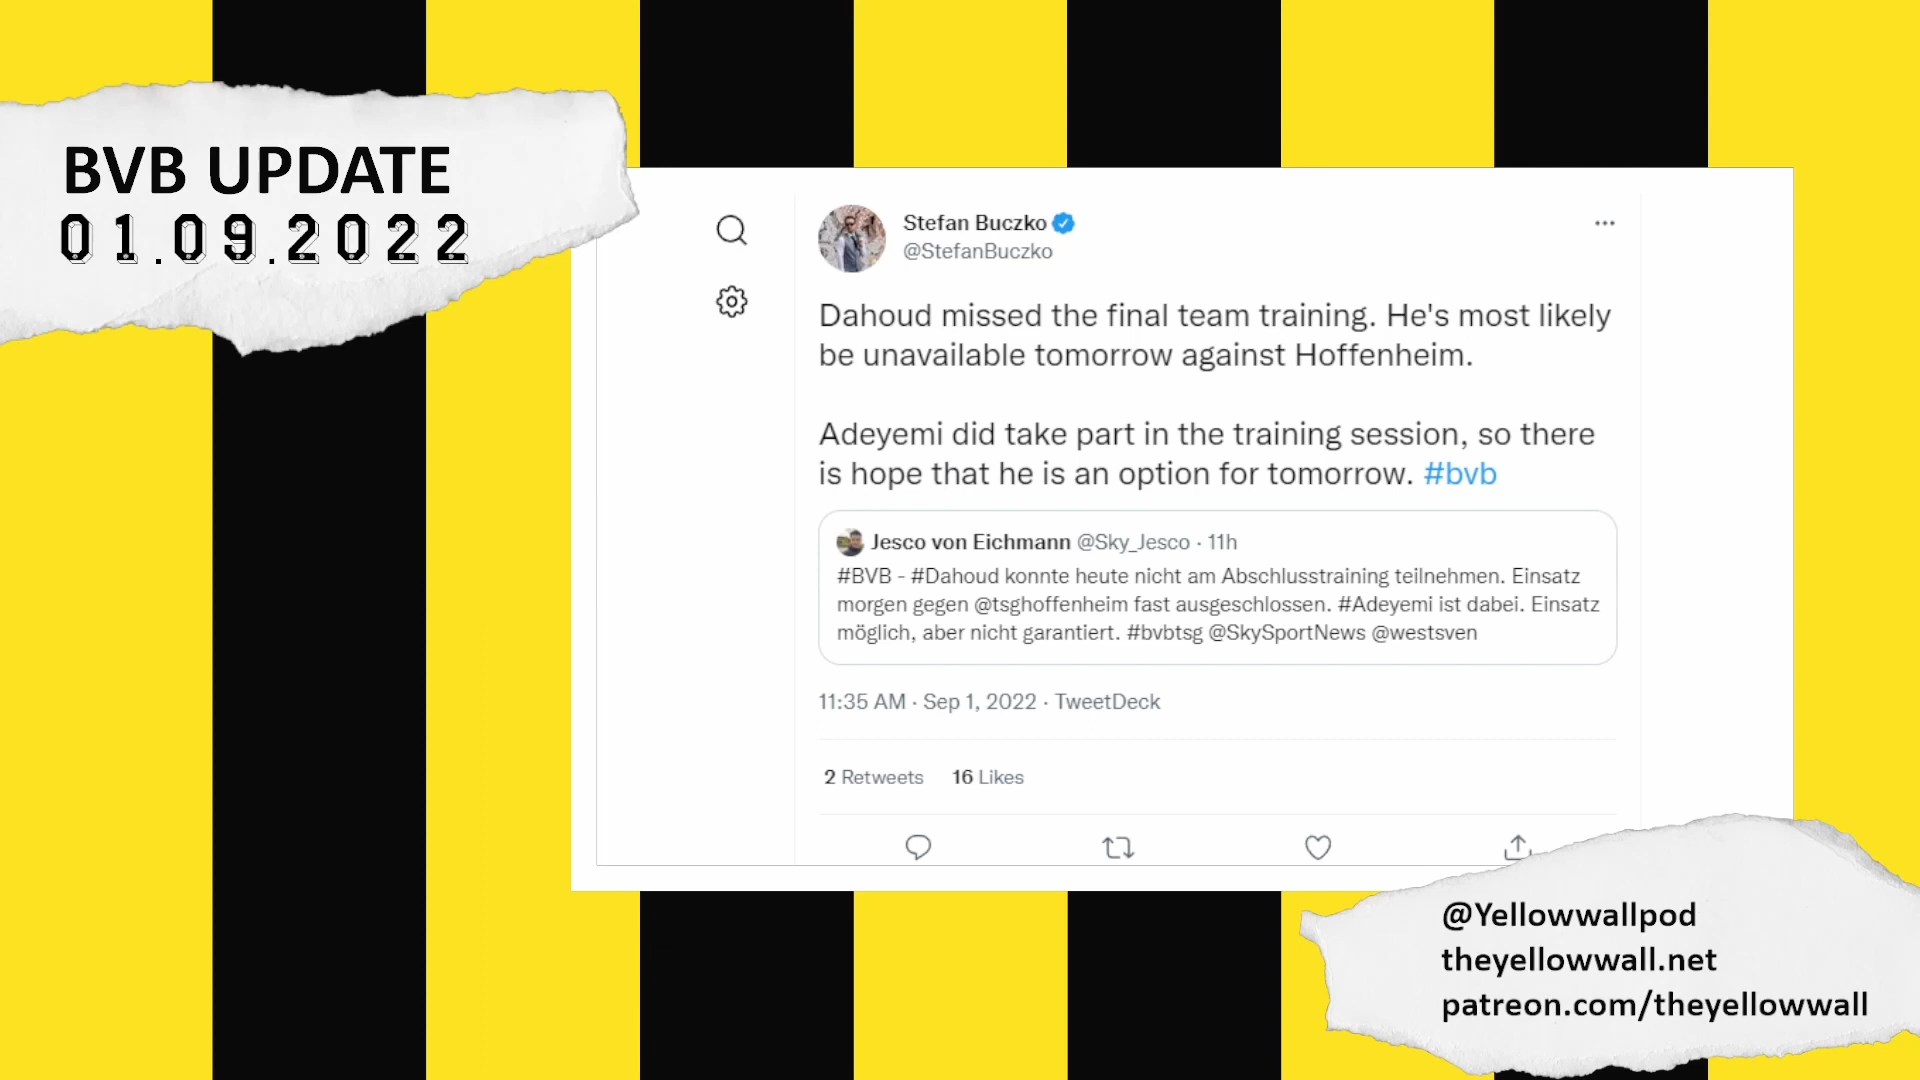 BVB UPDATE
01.09.2022
Stefan Buczko
@StefanBuczko
Dahoud missed the final team training. He's most likely
be unavailable tomorrow against Hoffenheim.
Adeyemi did take part in the training session, so there
is hope that he is an option for tomorrow. #bvb
Jesco von Eichmann @Sky_Jesco · 11h
#BVB - #Dahoud konnte heute nicht am Abschlusstraining teilnehmen. Einsatz
morgen gegen @tsghoffenheim fast ausgeschlossen. #Adeyemi ist dabei. Einsatz
möglich, aber nicht garantiert. #bvbtsg @SkySportNews @westsven
11:35 AM · Sep 1, 2022 · TweetDeck
2 Retweets 16 Likes
@Yellowwallpod
theyellowwall.net
patreon.com/theyellowwall